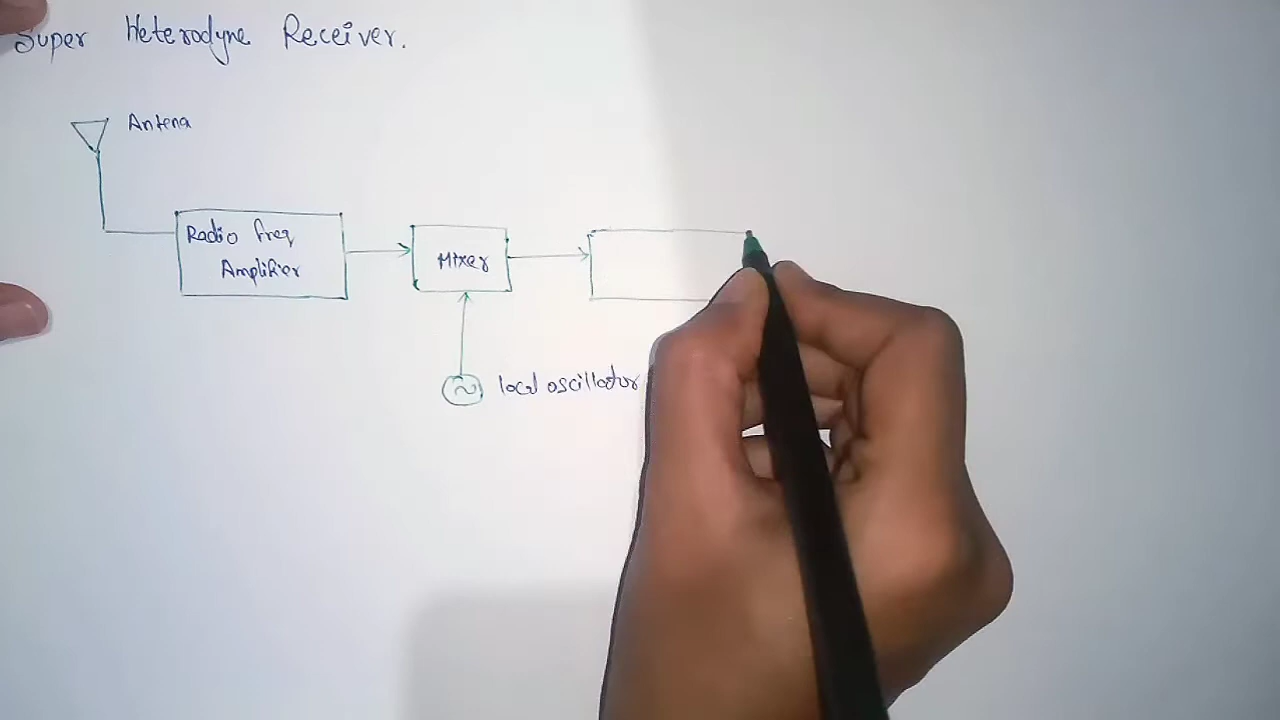 Super Heterodyne Receiver.
Antena
Radio freq
Amplifier
Mixer
local oscillator